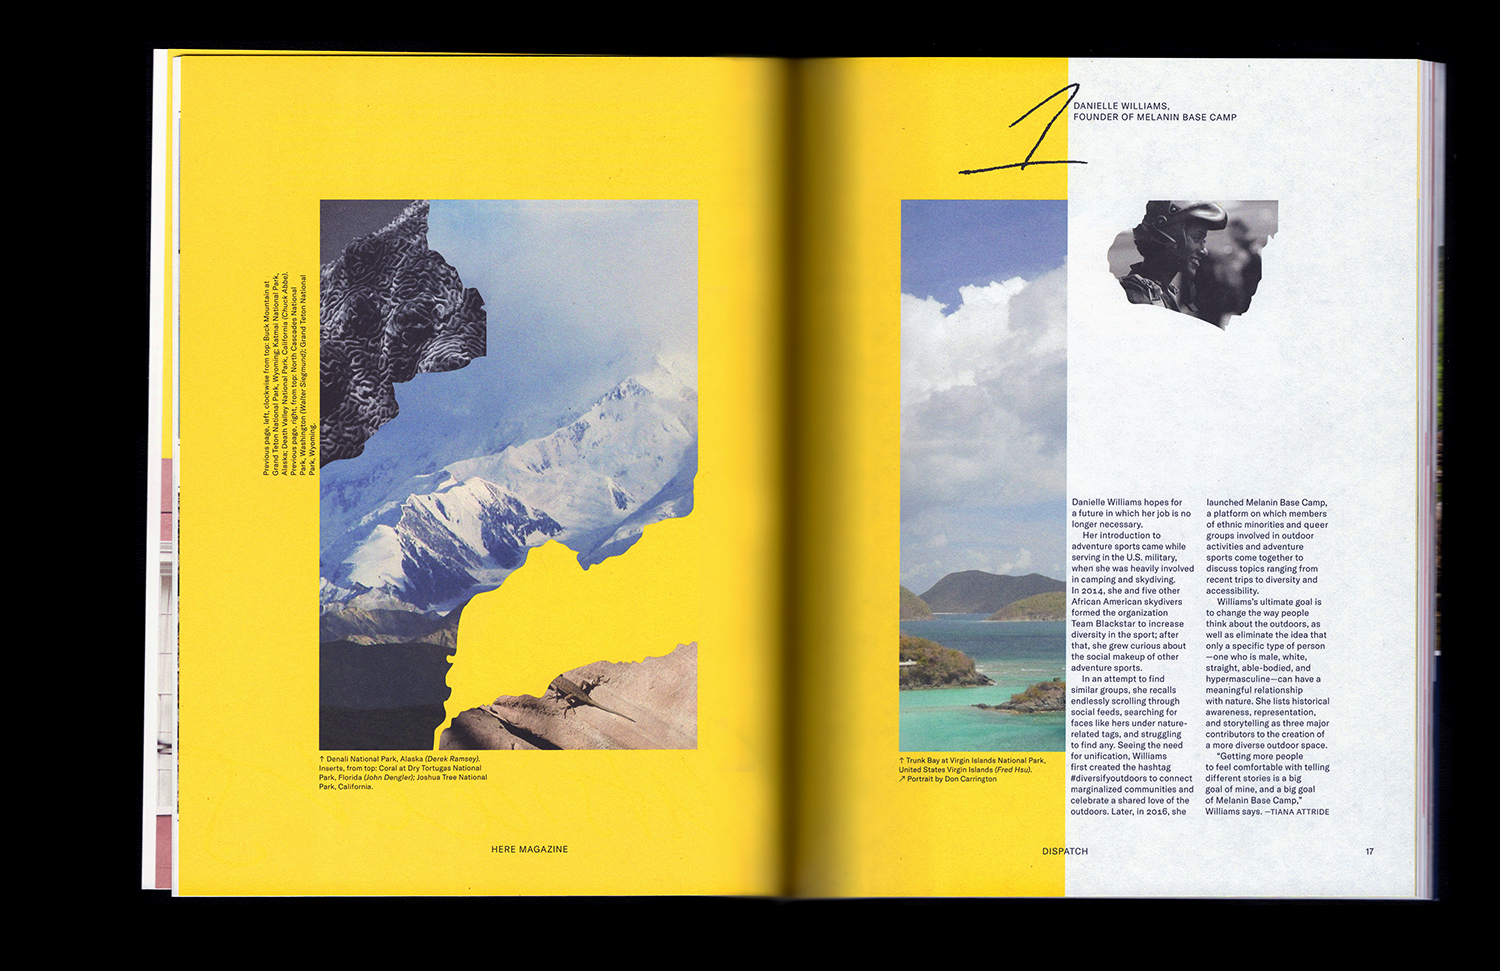 Previous page, left, clockwise from top: Buck Mountain at
Grand Teton National Park, Wyoming; Katmai National Park,
Alaska; Death Valley National Park, California (Chuck Abbe).
Previous page, right, from top: North Cascades National
Park, Washington (Walter Siegmund); Grand Teton National
Park, Wyoming.
↑ Denali National Park, Alaska (Derek Ramsey).
Inserts, from top: Coral at Dry Tortugas National
Park, Florida (John Dengler); Joshua Tree National
Park, California.
HERE MAGAZINE
1
DANIELLE WILLIAMS,
FOUNDER OF MELANIN BASE CAMP
↑ Trunk Bay at Virgin Islands National Park,
United States Virgin Islands (Fred Hsu).
↗ Portrait by Don Carrington
Danielle Williams hopes for
a future in which her job is no
longer necessary.
Her introduction to
adventure sports came while
serving in the U.S. military,
when she was heavily involved
in camping and skydiving.
In 2014, she and five other
African American skydivers
formed the organization
Team Blackstar to increase
diversity in the sport; after
that, she grew curious about
the social makeup of other
adventure sports.
In an attempt to find
similar groups, she recalls
endlessly scrolling through
social feeds, searching for
faces like hers under nature-
related tags, and struggling
to find any. Seeing the need
for unification, Williams
first created the hashtag
#diversifyoutdoors to connect
marginalized communities and
celebrate a shared love of the
outdoors. Later, in 2016, she
launched Melanin Base Camp,
a platform on which members
of ethnic minorities and queer
groups involved in outdoor
activities and adventure
sports come together to
discuss topics ranging from
recent trips to diversity and
accessibility.
Williams's ultimate goal is
to change the way people
think about the outdoors, as
well as eliminate the idea that
only a specific type of person
—one who is male, white,
straight, able-bodied, and
hypermasculine—can have a
meaningful relationship
with nature. She lists historical
awareness, representation,
and storytelling as three major
contributors to the creation of
a more diverse outdoor space.
"Getting more people
to feel comfortable with telling
different stories is a big
goal of mine, and a big goal
of Melanin Base Camp,"
Williams says. —TIANA ATTRIDE
DISPATCH
17